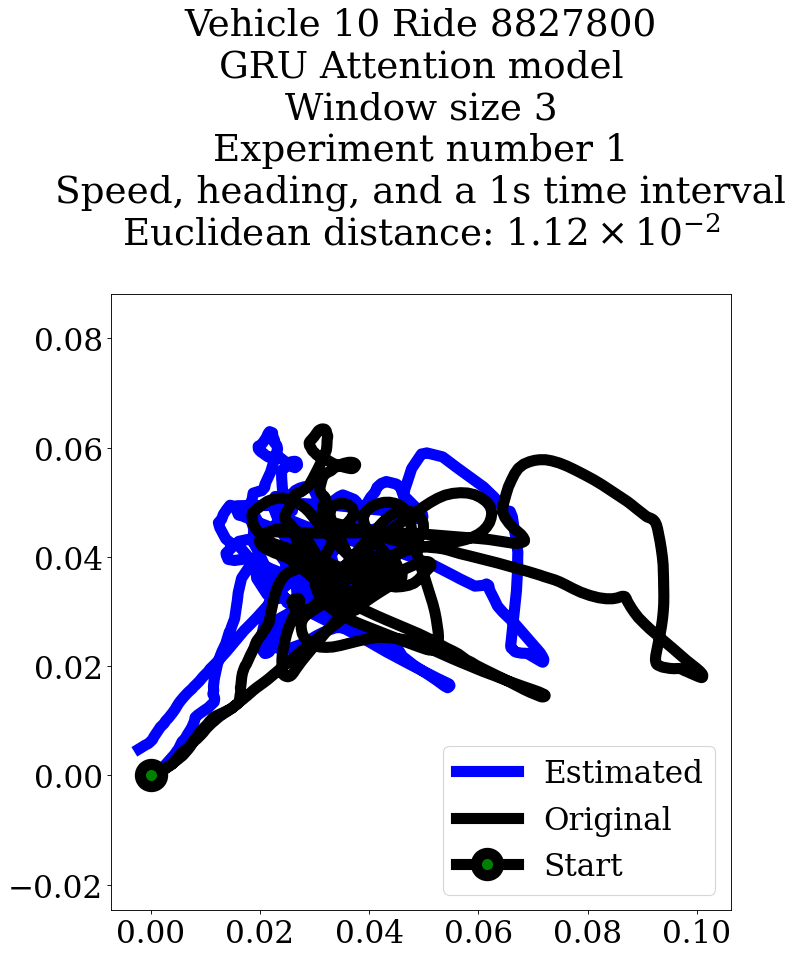 Vehicle 10 Ride 8827800
GRU Attention model
Window size 3
Experiment number 1
Speed, heading, and a 1s time interval
Euclidean distance: 1.12 × 10⁻²
0.08
0.06
0.04
0.02
0.00
−0.02
0.00 0.02 0.04 0.06 0.08 0.10
Estimated
Original
Start